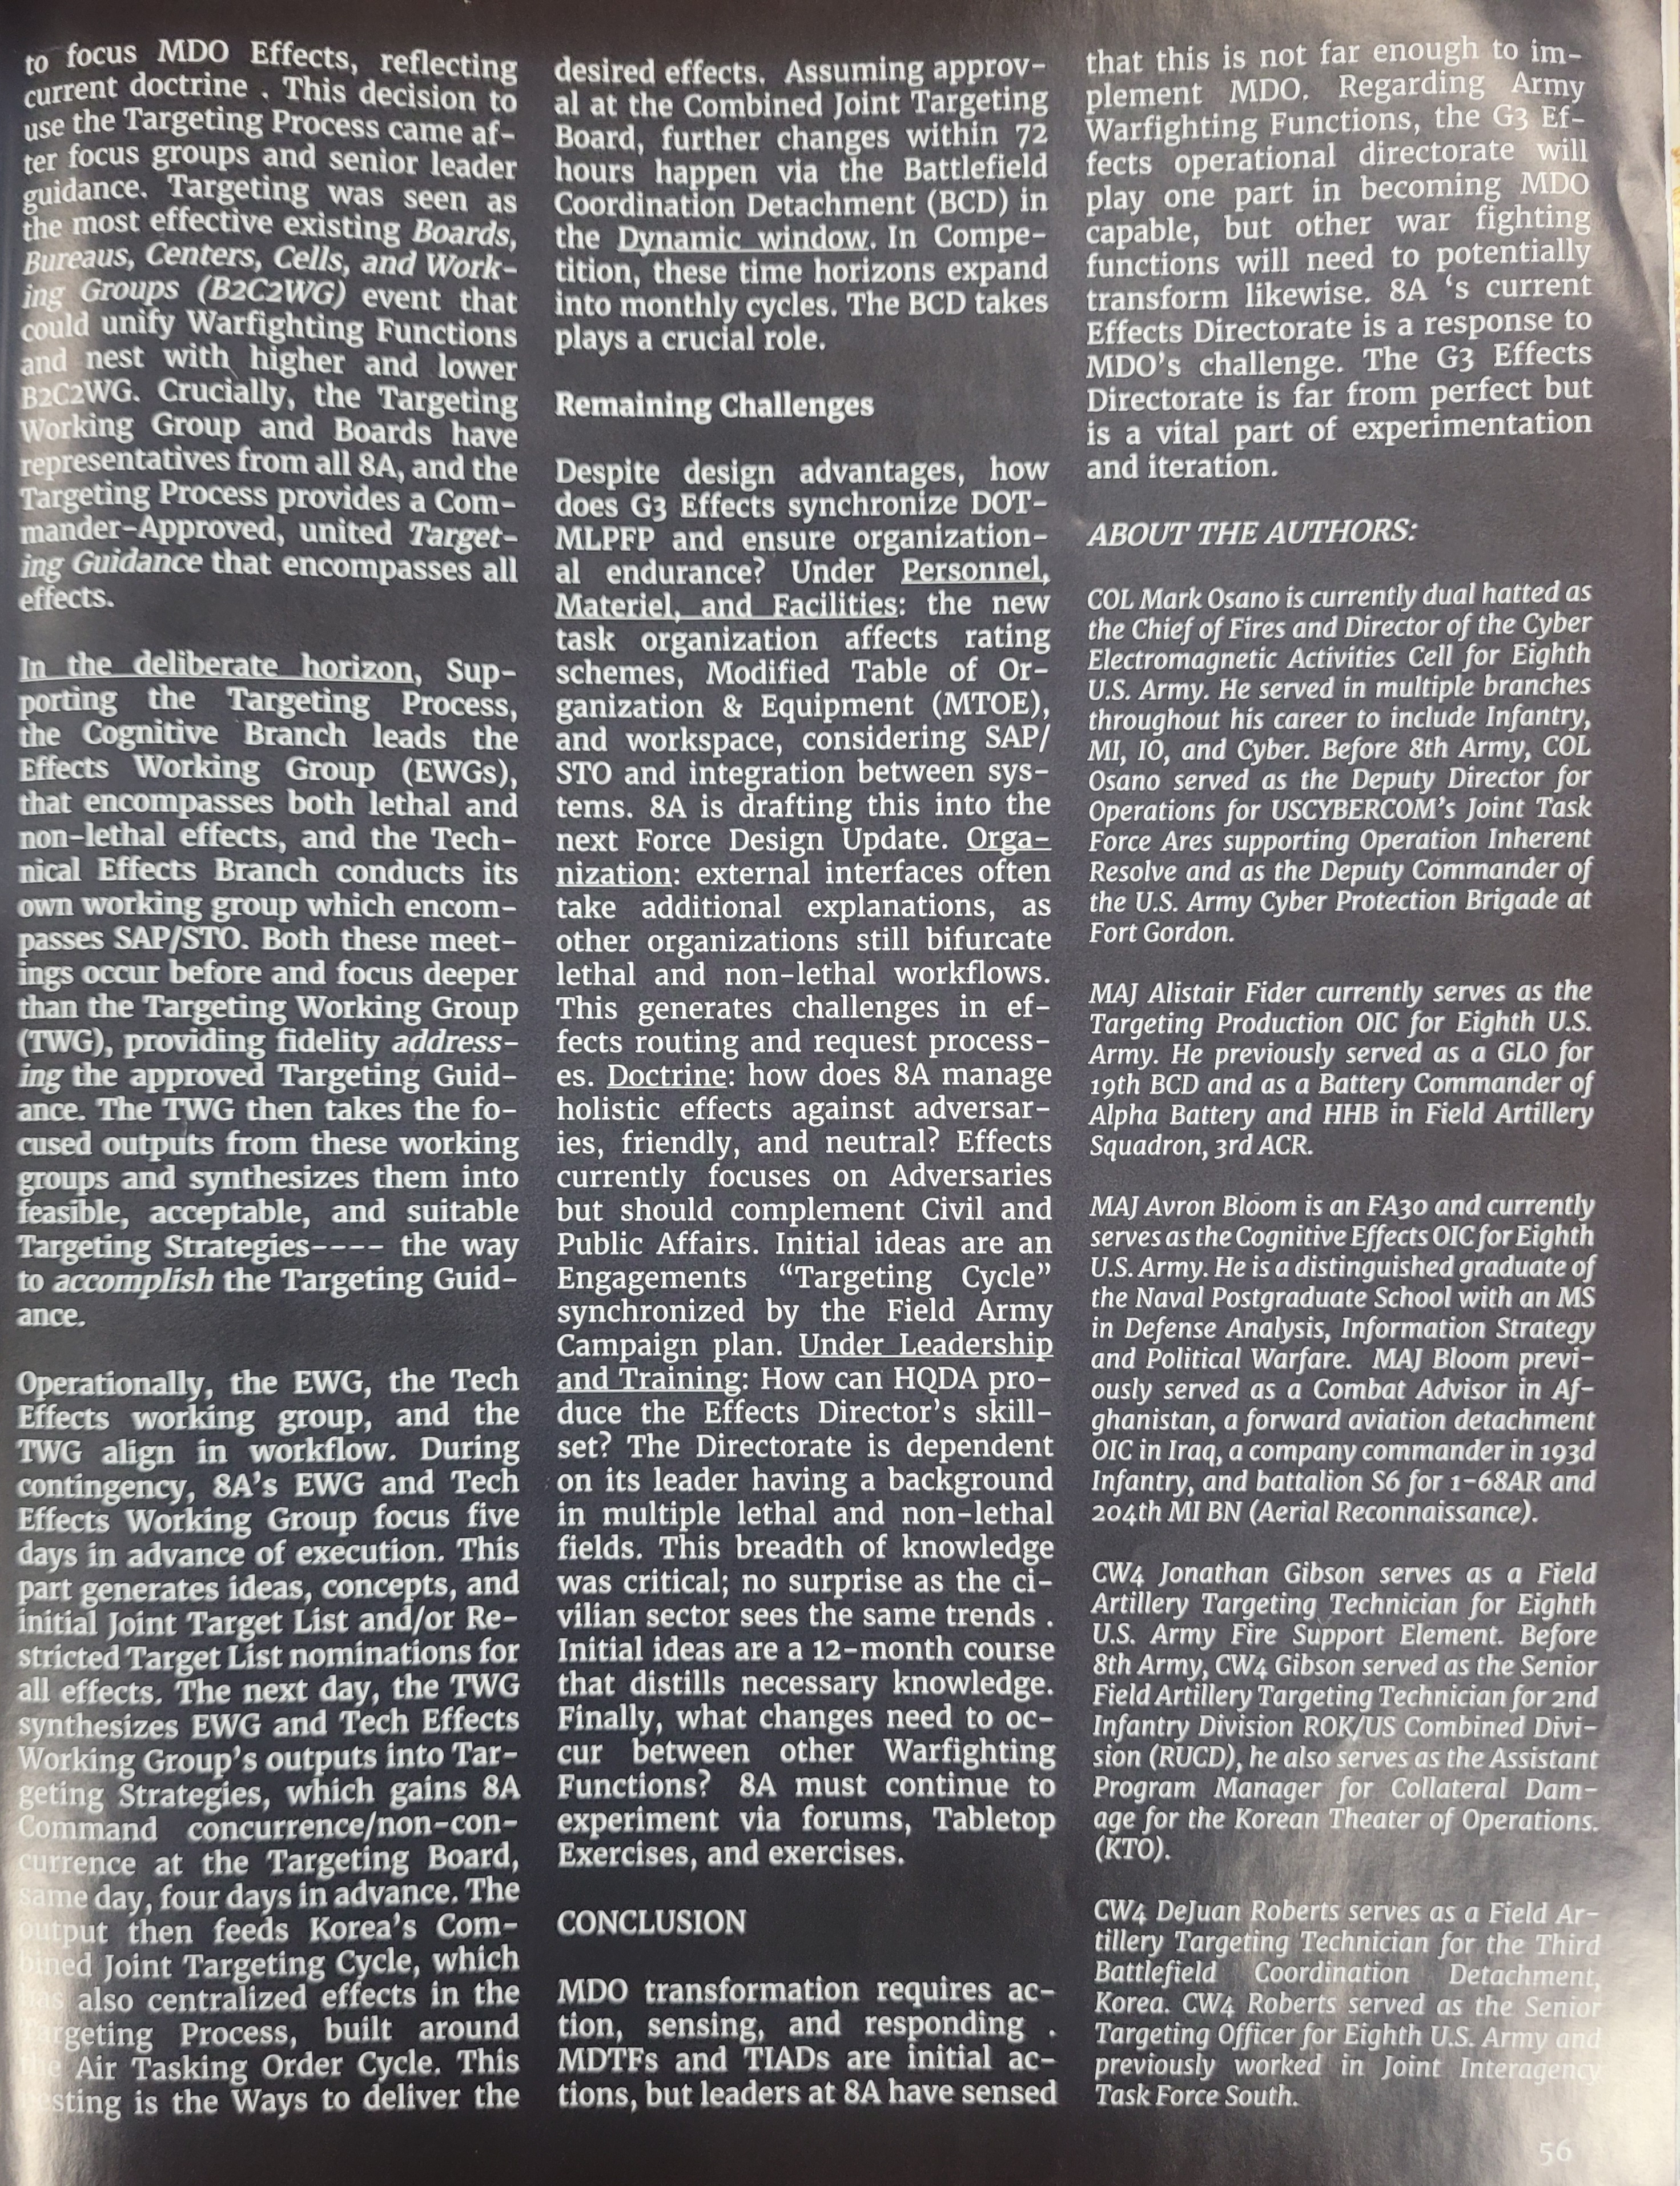 to focus MDO Effects, reflecting
current doctrine . This decision to
use the Targeting Process came af-
ter focus groups and senior leader
guidance. Targeting was seen as
the most effective existing Boards,
Bureaus, Centers, Cells, and Work-
ing Groups (B2C2WG) event that
could unify Warfighting Functions
and nest with higher and lower
B2C2WG. Crucially, the Targeting
Working Group and Boards have
representatives from all 8A, and the
Targeting Process provides a Com-
mander-Approved, united Target-
ing Guidance that encompasses all
effects.
In the deliberate horizon, Sup-
porting the Targeting Process,
the Cognitive Branch leads the
Effects Working Group (EWGs),
that encompasses both lethal and
non-lethal effects, and the Tech-
nical Effects Branch conducts its
own working group which encom-
passes SAP/STO. Both these meet-
ings occur before and focus deeper
than the Targeting Working Group
(TWG), providing fidelity address-
ing the approved Targeting Guid-
ance. The TWG then takes the fo-
cused outputs from these working
groups and synthesizes them into
feasible, acceptable, and suitable
Targeting Strategies---- the way
to accomplish the Targeting Guid-
ance.
Operationally, the EWG, the Tech
Effects working group, and the
TWG align in workflow. During
contingency, 8A's EWG and Tech
Effects Working Group focus five
days in advance of execution. This
part generates ideas, concepts, and
initial Joint Target List and/or Re-
stricted Target List nominations for
all effects. The next day, the TWG
synthesizes EWG and Tech Effects
Working Group's outputs into Tar-
geting Strategies, which gains 8A
Command concurrence/non-con-
currence at the Targeting Board,
same day, four days in advance. The
output then feeds Korea's Com-
bined Joint Targeting Cycle, which
has also centralized effects in the
Targeting Process, built around
the Air Tasking Order Cycle. This
nesting is the Ways to deliver the
desired effects. Assuming approv-
al at the Combined Joint Targeting
Board, further changes within 72
hours happen via the Battlefield
Coordination Detachment (BCD) in
the Dynamic window. In Compe-
tition, these time horizons expand
into monthly cycles. The BCD takes
plays a crucial role.
Remaining Challenges
Despite design advantages, how
does G3 Effects synchronize DOT-
MLPFP and ensure organization-
al endurance? Under Personnel,
Materiel, and Facilities: the new
task organization affects rating
schemes, Modified Table of Or-
ganization & Equipment (MTOE),
and workspace, considering SAP/
STO and integration between sys-
tems. 8A is drafting this into the
next Force Design Update. Orga-
nization: external interfaces often
take additional explanations, as
other organizations still bifurcate
lethal and non-lethal workflows.
This generates challenges in ef-
fects routing and request process-
es. Doctrine: how does 8A manage
holistic effects against adversar-
ies, friendly, and neutral? Effects
currently focuses on Adversaries
but should complement Civil and
Public Affairs. Initial ideas are an
Engagements “Targeting Cycle”
synchronized by the Field Army
Campaign plan. Under Leadership
and Training: How can HQDA pro-
duce the Effects Director's skill-
set? The Directorate is dependent
on its leader having a background
in multiple lethal and non-lethal
fields. This breadth of knowledge
was critical; no surprise as the ci-
vilian sector sees the same trends .
Initial ideas are a 12-month course
that distills necessary knowledge.
Finally, what changes need to oc-
cur between other Warfighting
Functions? 8A must continue to
experiment via forums, Tabletop
Exercises, and exercises.
CONCLUSION
MDO transformation requires ac-
tion, sensing, and responding .
MDTFs and TIADs are initial ac-
tions, but leaders at 8A have sensed
that this is not far enough to im-
plement MDO. Regarding Army
Warfighting Functions, the G3 Ef-
fects operational directorate will
play one part in becoming MDO
capable, but other war fighting
functions will need to potentially
transform likewise. 8A ‘s current
Effects Directorate is a response to
MDO's challenge. The G3 Effects
Directorate is far from perfect but
is a vital part of experimentation
and iteration.
ABOUT THE AUTHORS:
COL Mark Osano is currently dual hatted as
the Chief of Fires and Director of the Cyber
Electromagnetic Activities Cell for Eighth
U.S. Army. He served in multiple branches
throughout his career to include Infantry,
MI, IO, and Cyber. Before 8th Army, COL
Osano served as the Deputy Director for
Operations for USCYBERCOM's Joint Task
Force Ares supporting Operation Inherent
Resolve and as the Deputy Commander of
the U.S. Army Cyber Protection Brigade at
Fort Gordon.
MAJ Alistair Fider currently serves as the
Targeting Production OIC for Eighth U.S.
Army. He previously served as a GLO for
19th BCD and as a Battery Commander of
Alpha Battery and HHB in Field Artillery
Squadron, 3rd ACR.
MAJ Avron Bloom is an FA30 and currently
serves as the Cognitive Effects OIC for Eighth
U.S. Army. He is a distinguished graduate of
the Naval Postgraduate School with an MS
in Defense Analysis, Information Strategy
and Political Warfare. MAJ Bloom previ-
ously served as a Combat Advisor in Af-
ghanistan, a forward aviation detachment
OIC in Iraq, a company commander in 193d
Infantry, and battalion S6 for 1-68AR and
204th MI BN (Aerial Reconnaissance).
CW4 Jonathan Gibson serves as a Field
Artillery Targeting Technician for Eighth
U.S. Army Fire Support Element. Before
8th Army, CW4 Gibson served as the Senior
Field Artillery Targeting Technician for 2nd
Infantry Division ROK/US Combined Divi-
sion (RUCD), he also serves as the Assistant
Program Manager for Collateral Dam-
age for the Korean Theater of Operations.
(KTO).
CW4 DeJuan Roberts serves as a Field Ar-
tillery Targeting Technician for the Third
Battlefield Coordination Detachment,
Korea. CW4 Roberts served as the Senior
Targeting Officer for Eighth U.S. Army and
previously worked in Joint Interagency
Task Force South.
56